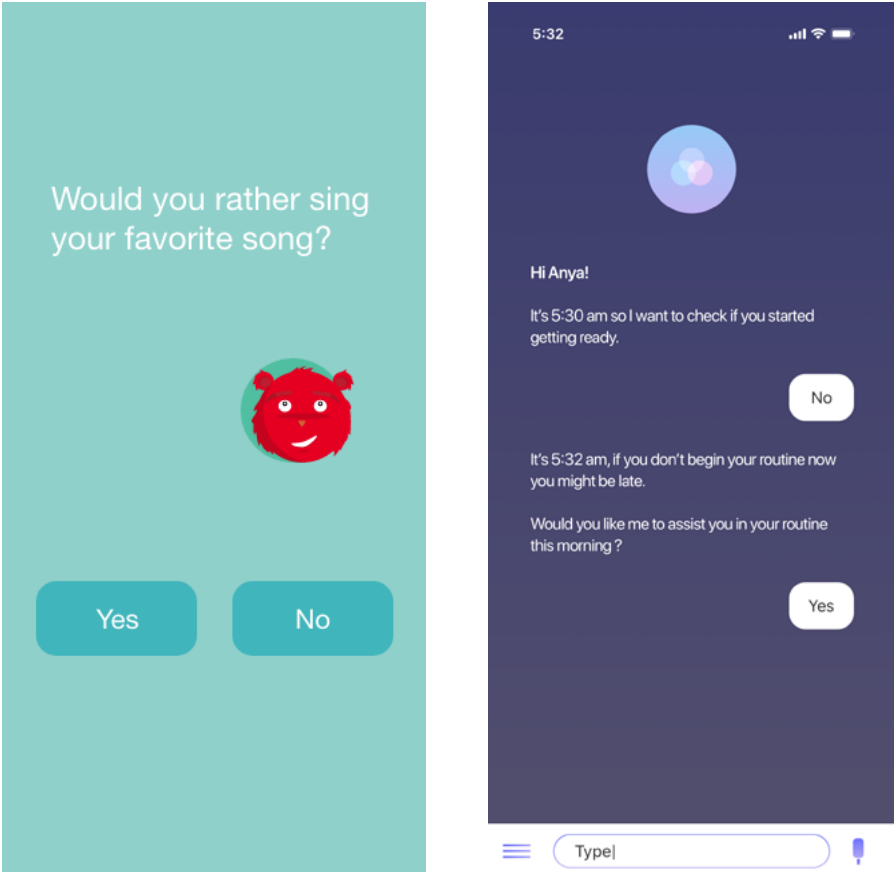 Would you rather sing
your favorite song?
Yes
No
5:32
Hi Anya!
It's 5:30 am so I want to check if you started
getting ready.
No
It's 5:32 am, if you don't begin your routine now
you might be late.
Would you like me to assist you in your routine
this morning ?
Yes
Type|